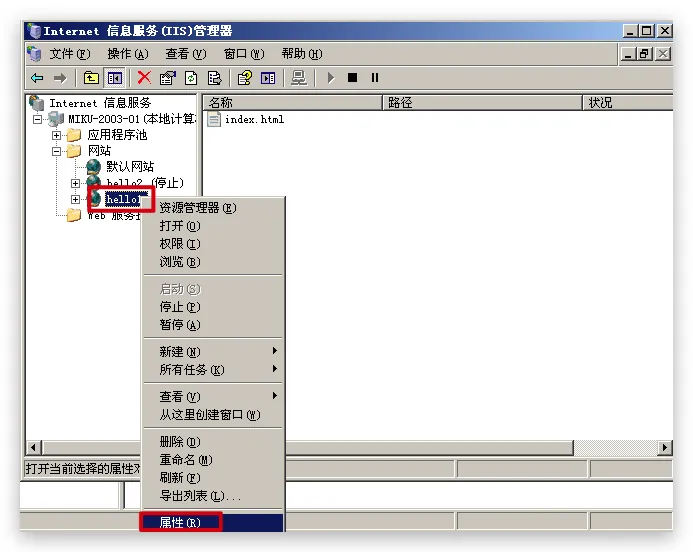 Internet 信息服务(IIS)管理器
文件(F) 操作(A) 查看(V) 窗口(W) 帮助(H)
Internet 信息服务
MIKU-2003-01(本地计算
应用程序池
网站
默认网站
hello2 (停止)
hello
Web 服务
名称 路径 状况
index.html
资源管理器(E)
打开(O)
权限(I)
浏览(B)
启动(S)
停止(P)
暂停(A)
新建(N)
所有任务(K)
查看(V)
从这里创建窗口(W)
删除(D)
重命名(M)
刷新(F)
导出列表(L)...
属性(R)
打开当前选择的属性